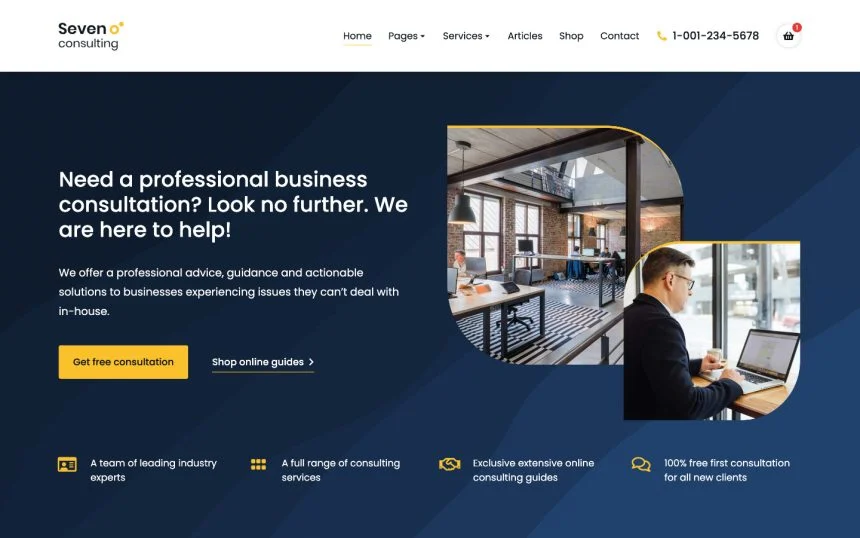 Seven
consulting
Home
Pages
Services
Articles
Shop
Contact
1-001-234-5678
1
Need a professional business
consultation? Look no further. We
are here to help!
We offer a professional advice, guidance and actionable
solutions to businesses experiencing issues they can’t deal with
in-house.
Get free consultation
Shop online guides
A team of leading industry
experts
A full range of consulting
services
Exclusive extensive online
consulting guides
100% free first consultation
for all new clients